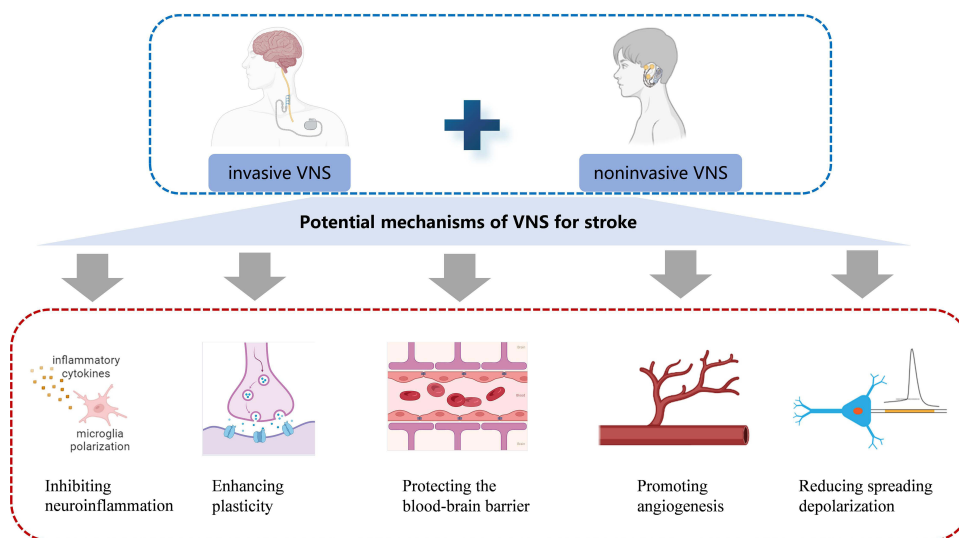 invasive VNS
noninvasive VNS
Potential mechanisms of VNS for stroke
inflammatory
cytokines
microglia
polarization
Inhibiting
neuroinflammation
Enhancing
plasticity
Blood
Protecting the
blood-brain barrier
Promoting
angiogenesis
Reducing spreading
depolarization